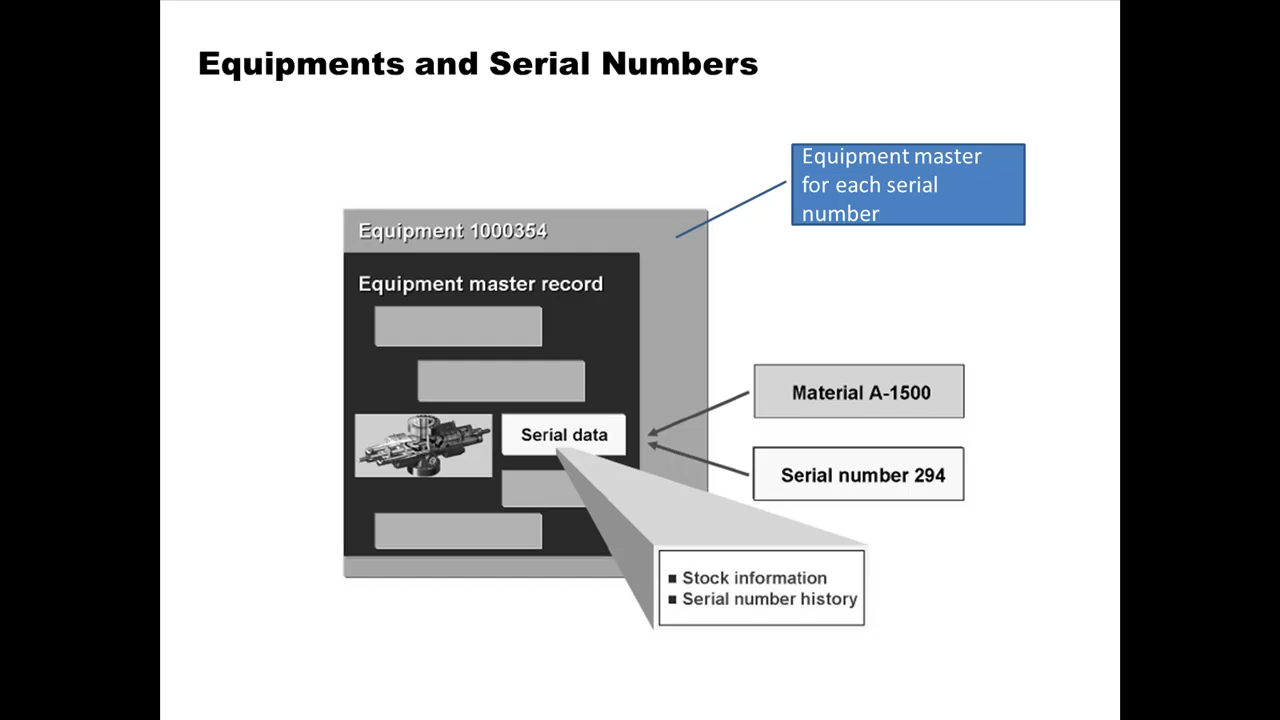 Equipments and Serial Numbers
Equipment master
for each serial
number
Equipment 1000354
Equipment master record
Material A-1500
Serial data
Serial number 294
■ Stock information
■ Serial number history